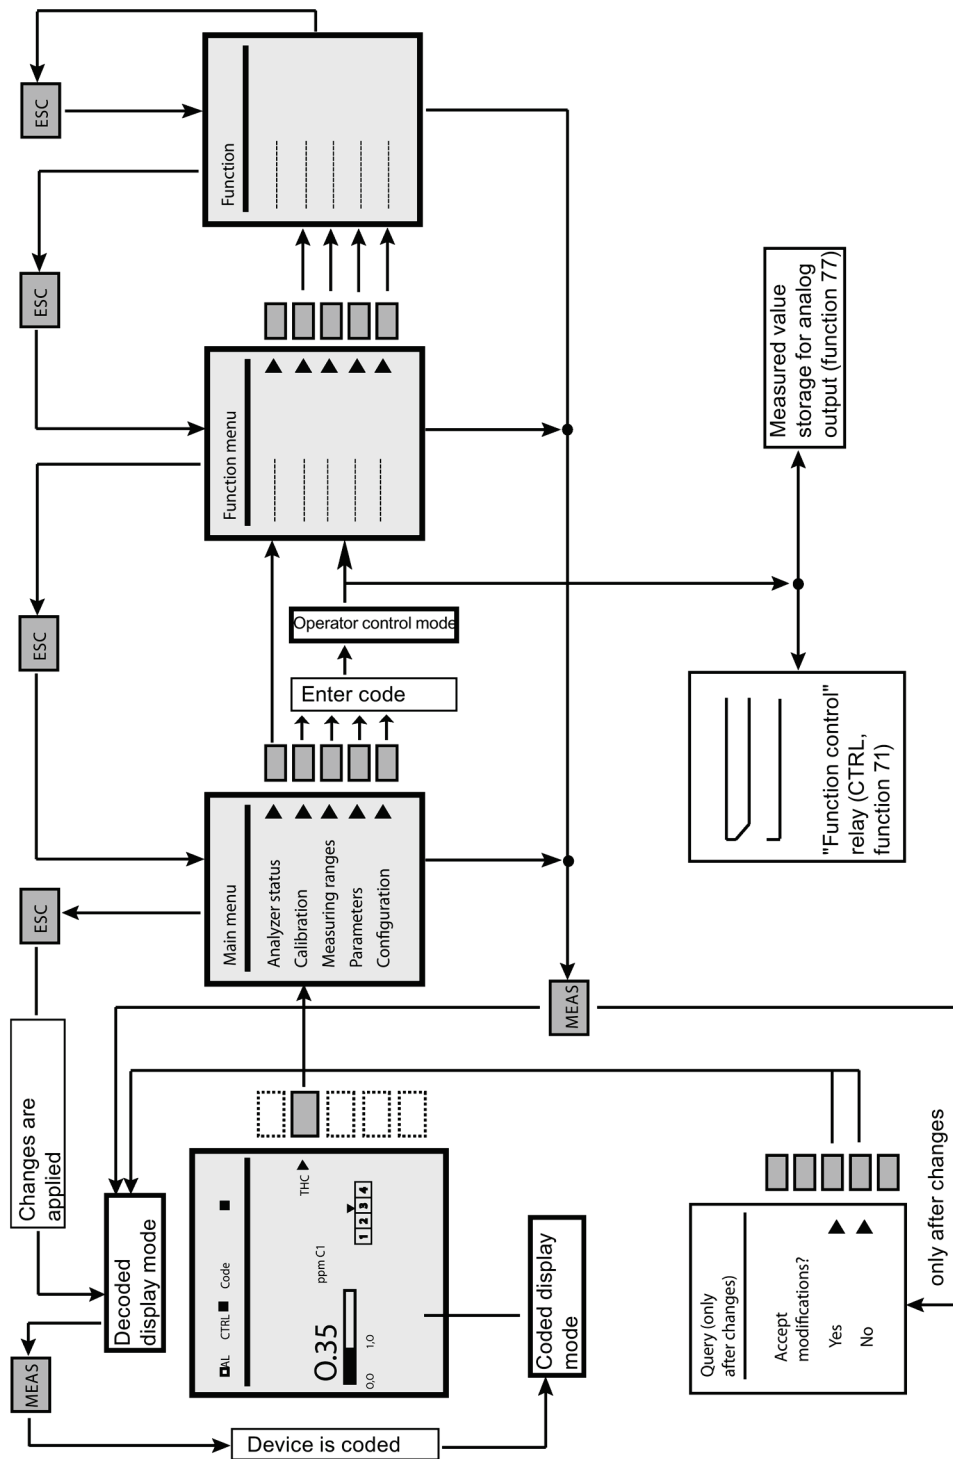 ESC
Function
ESC
Function menu
ESC
Operator control mode
Enter code
Measured value
storage for analog
output (function 77)
"Function control"
relay (CTRL,
function 71)
Main menu
Analyzer status
Calibration
Measuring ranges
Parameters
Configuration
ESC
MEAS
Changes are
applied
Decoded
display mode
MEAS
AL CTRL Code
THC
0.35
ppm C1
0,0 1,0
1 2 3 4
Coded display
mode
Device is coded
Query (only
after changes)
Accept
modifications?
Yes
No
only after changes